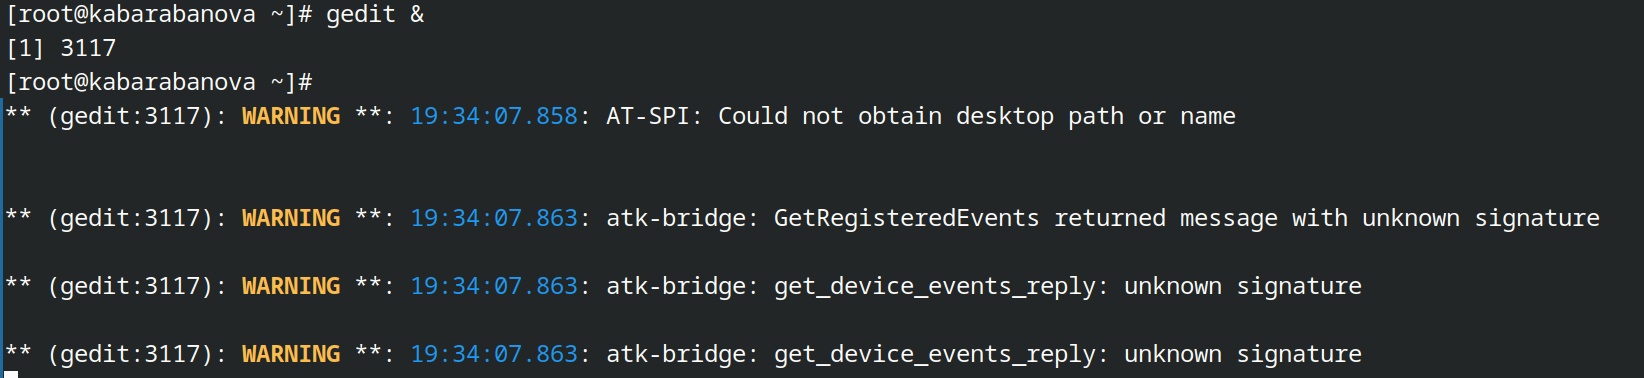 [root@kabarabanova ~]# gedit &
[1] 3117
[root@kabarabanova ~]#
** (gedit:3117): WARNING **: 19:34:07.858: AT-SPI: Could not obtain desktop path or name
** (gedit:3117): WARNING **: 19:34:07.863: atk-bridge: GetRegisteredEvents returned message with unknown signature
** (gedit:3117): WARNING **: 19:34:07.863: atk-bridge: get_device_events_reply: unknown signature
** (gedit:3117): WARNING **: 19:34:07.863: atk-bridge: get_device_events_reply: unknown signature